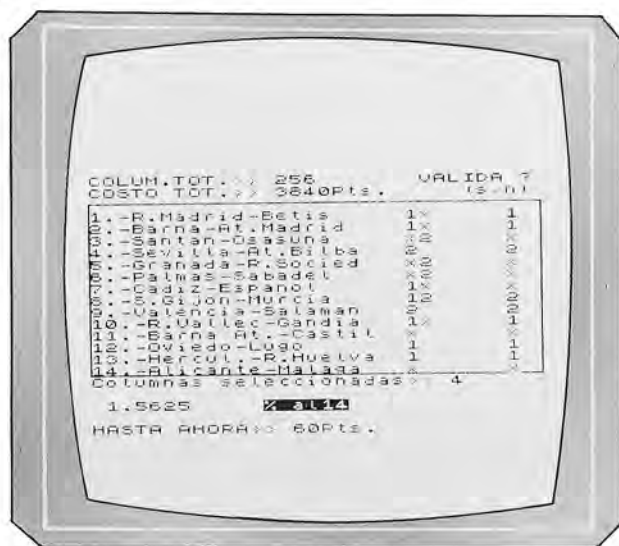 COLUM.TOT.>> 256 VALIDA ?
COSTO TOT.>> 3840Pts. (s/n)
1.-R.Madrid-Betis 1x 1
2.-Barna-At.Madrid 1x 1
3.-Santan-Osasuna x2 x
4.-Sevilla-At.Bilba 2 2
5.-Granada-R.Socied x2 x
6.-Palmas-Sabadel x2 x
7.-Cadiz-Espanol 1x x
8.-S.Gijon-Murcia 12 2
9.-Valencia-Salaman 2 2
10.-R.Vallec-Gandia 1x 1
11.-Barna At.-Castil x x
12.-Oviedo-Lugo 1 1
13.-Hercul.-R.Huelva 1 1
14.-Alicante-Malaga x x
Columnas seleccionadas>> 4
1.5625 % al14
HASTA AHORA>> 60Pts.